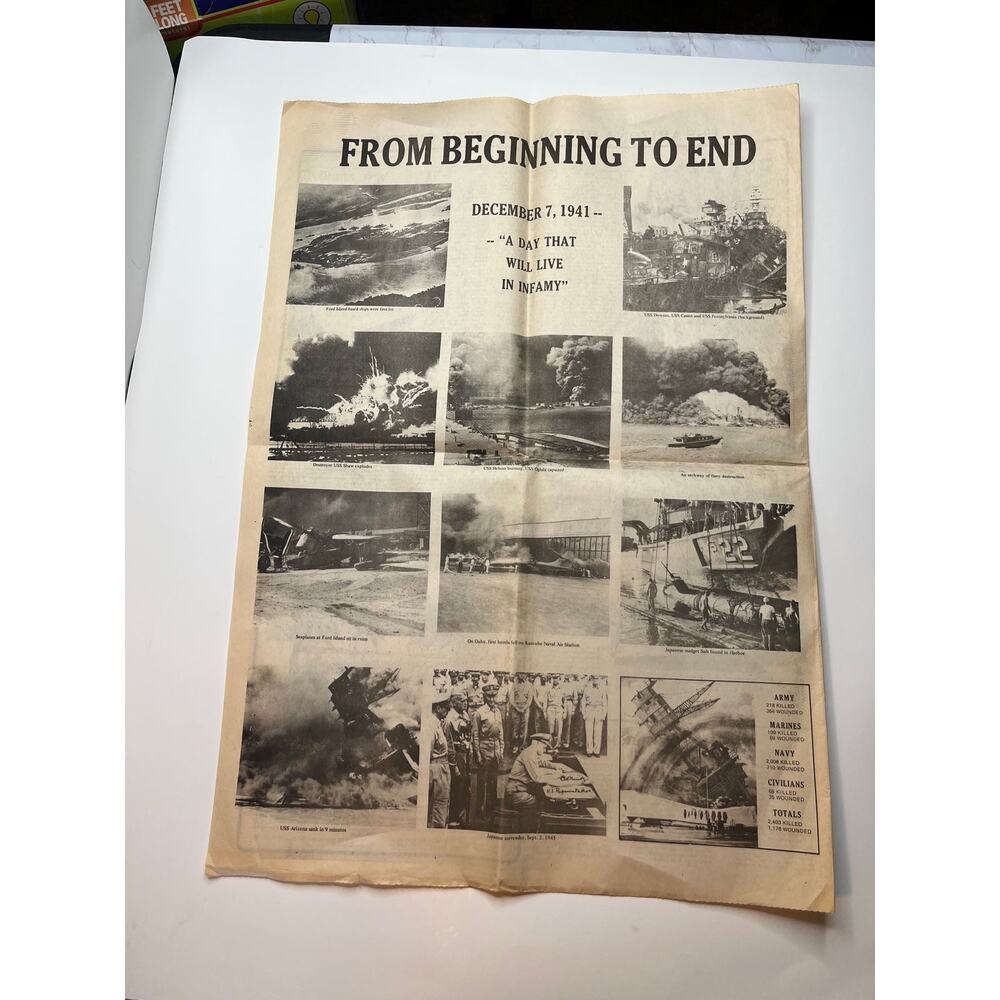 FEET
LONG
FROM BEGINNING TO END
DECEMBER 7, 1941 --
-- "A DAY THAT
WILL LIVE
IN INFAMY"
Ford Island based ships were first hit
USS Downes, USS Cassin and USS Pennsylvania (background)
Destroyer USS Shaw explodes
USS Helena burning, USS Oglala capsized
An archway of fiery destruction
Seaplanes at Ford Island sit in ruins
On Oahu, first bombs fell on Kaneohe Naval Air Station
Japanese midget Sub found in Harbor
P22
USS Arizona sank in 9 minutes
Japanese surrender, Sept. 2, 1945
ARMY
218 KILLED
364 WOUNDED
MARINES
109 KILLED
69 WOUNDED
NAVY
2,008 KILLED
710 WOUNDED
CIVILIANS
68 KILLED
35 WOUNDED
TOTALS
2,403 KILLED
1,178 WOUNDED